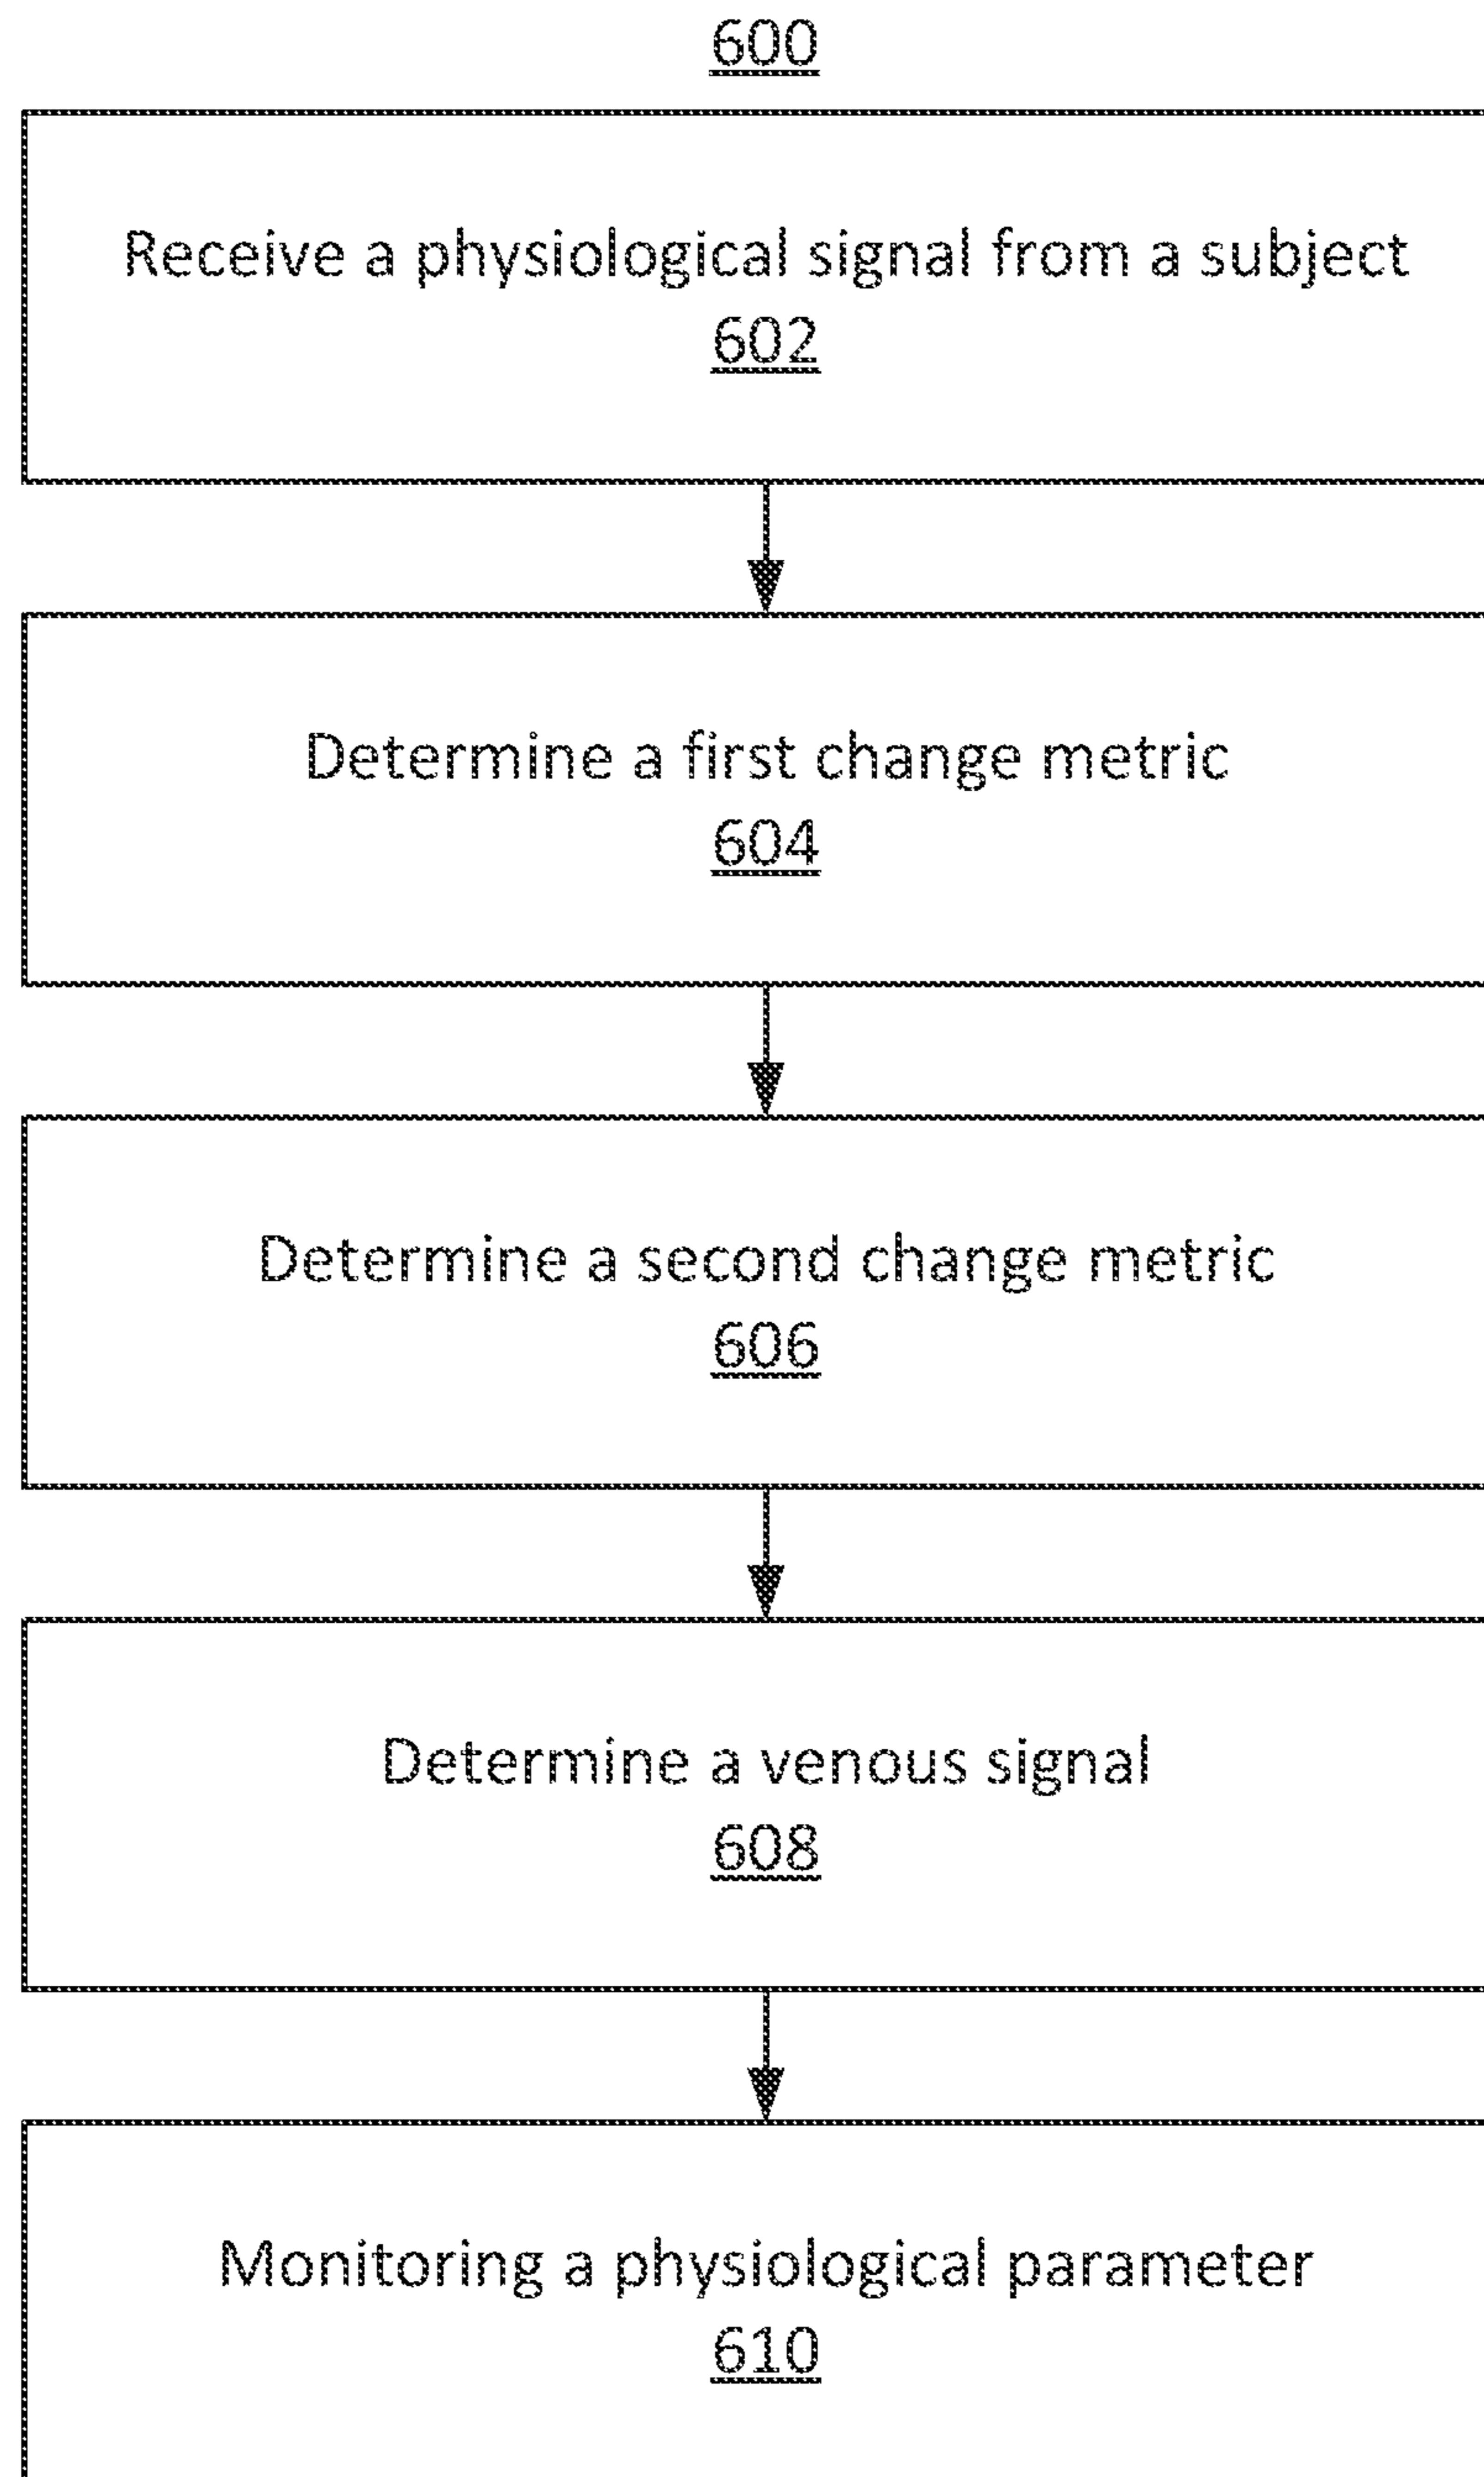 600
Receive a physiological signal from a subject
602
Determine a first change metric
604
Determine a second change metric
606
Determine a venous signal
608
Monitoring a physiological parameter
610